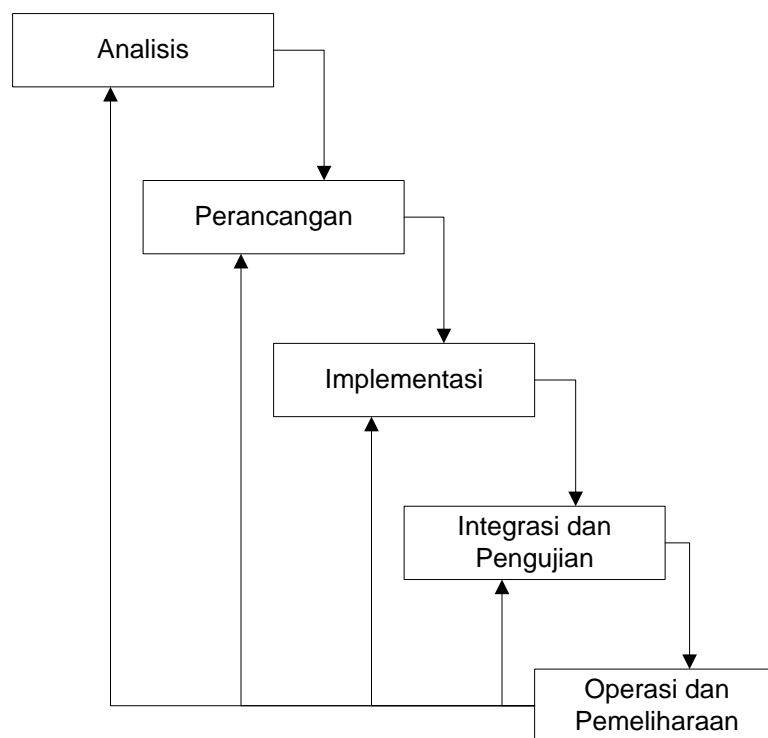 Analisis
Perancangan
Implementasi
Integrasi dan
Pengujian
Operasi dan
Pemeliharaan